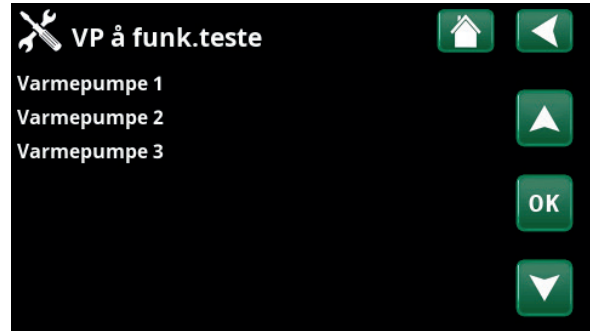 VP å funk.teste
Varmepumpe 1
Varmepumpe 2
Varmepumpe 3
OK